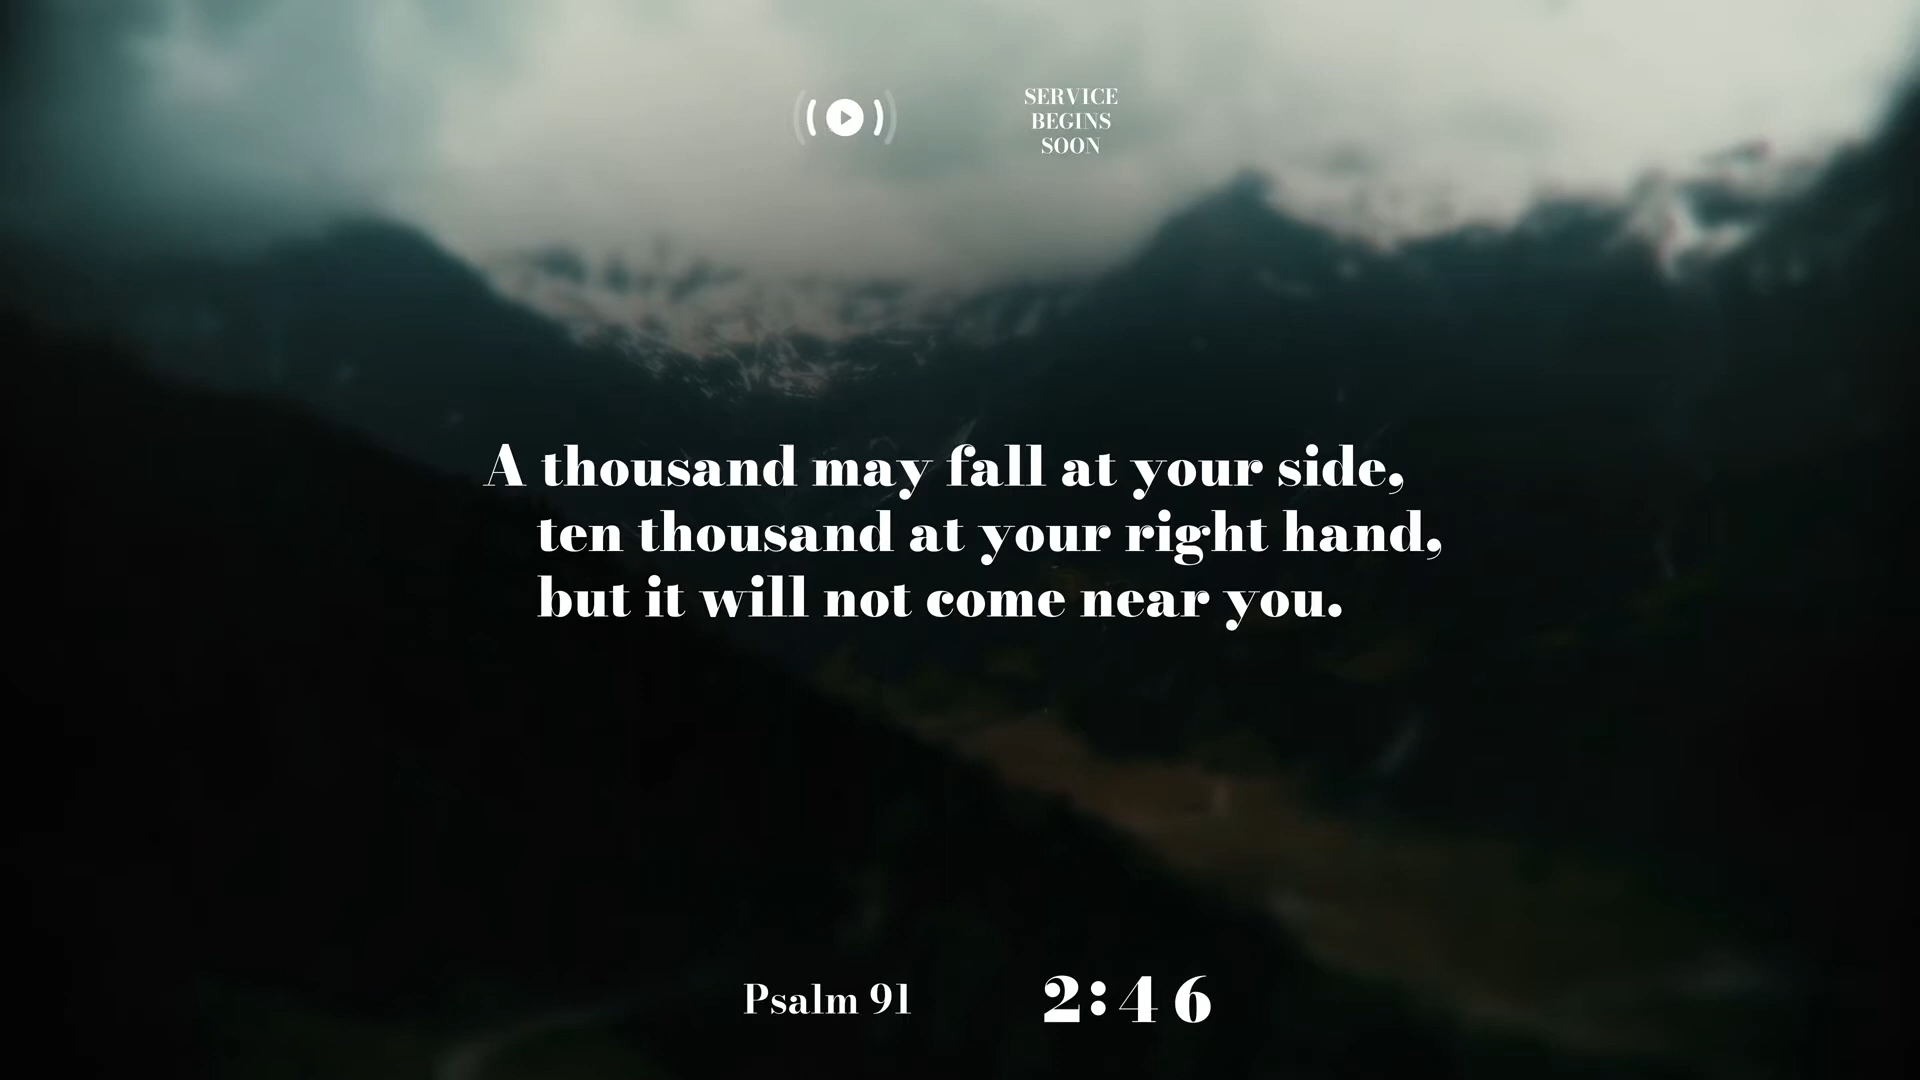 SERVICE
BEGINS
SOON
A thousand may fall at your side,
ten thousand at your right hand,
but it will not come near you.
Psalm 91
2:46